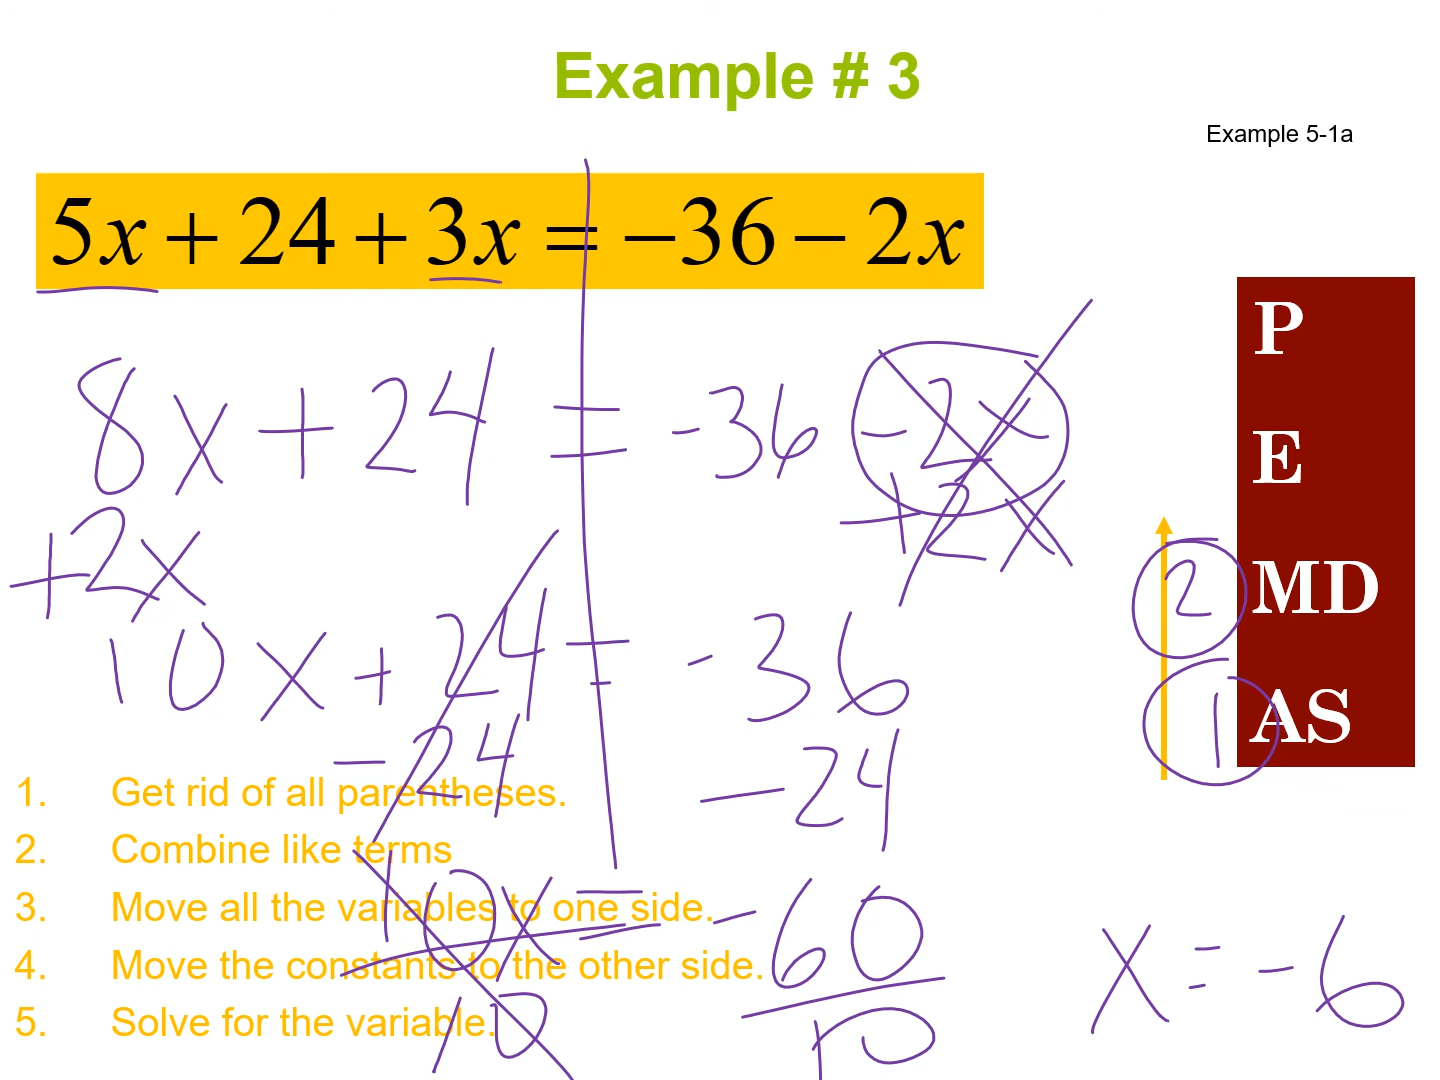 Example # 3
Example 5-1a
5x + 24 + 3x = −36 − 2x
8x + 24 = -36 - 2x
+2x +2x
10x + 24 = -36
- 24 - 24
10x = -60
10 10
x = -6
P
E
2 MD
1 AS
1. Get rid of all parentheses.
2. Combine like terms
3. Move all the variables to one side.
4. Move the constants to the other side.
5. Solve for the variable.